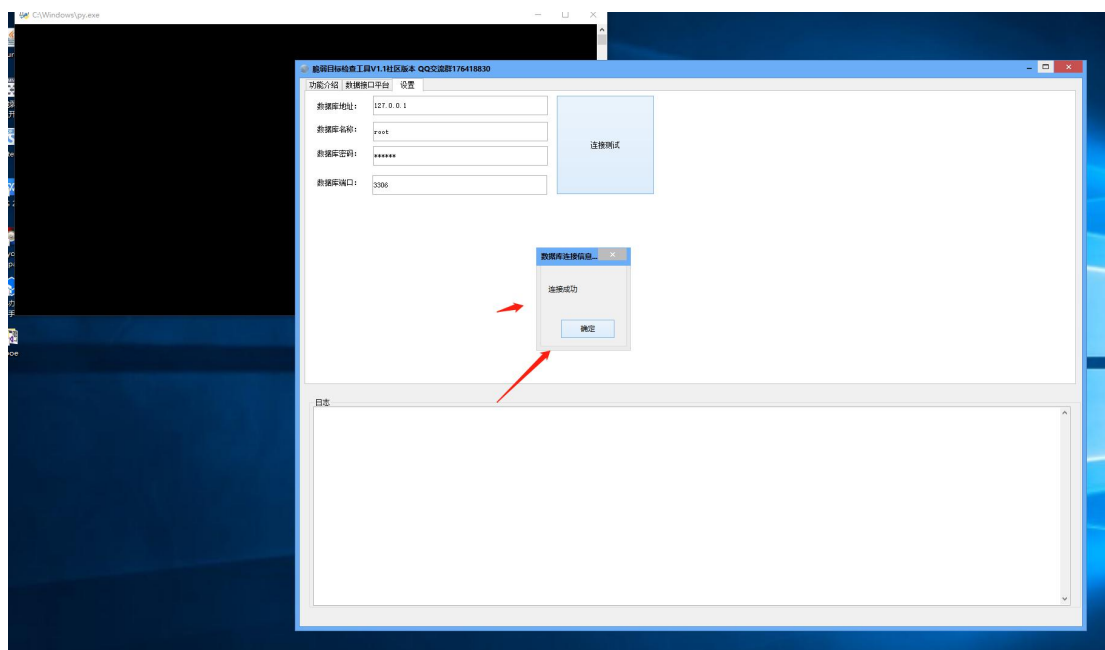 C:\Windows\py.exe
脆弱目标检查工具V1.1社区版本 QQ交流群176418830
功能介绍 数据接口平台 设置
数据库地址: 127.0.0.1
数据库名称: root
连接测试
数据库密码: ******
数据库端口: 3306
数据库连接信息...
连接成功
确定
日志